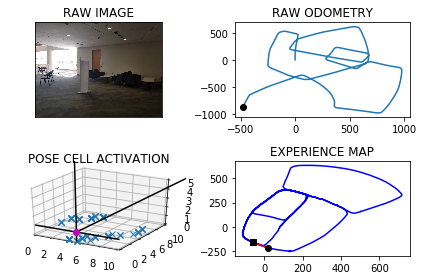 RAW IMAGE
RAW ODOMETRY
500
0
−500
−1000
−500 0 500 1000
POSE CELL ACTIVATION
5
4
3
2
1
0
0 2 4 6 8 10
0 2 4 6 8 10
EXPERIENCE MAP
500
250
0
−250
0 200 400 600